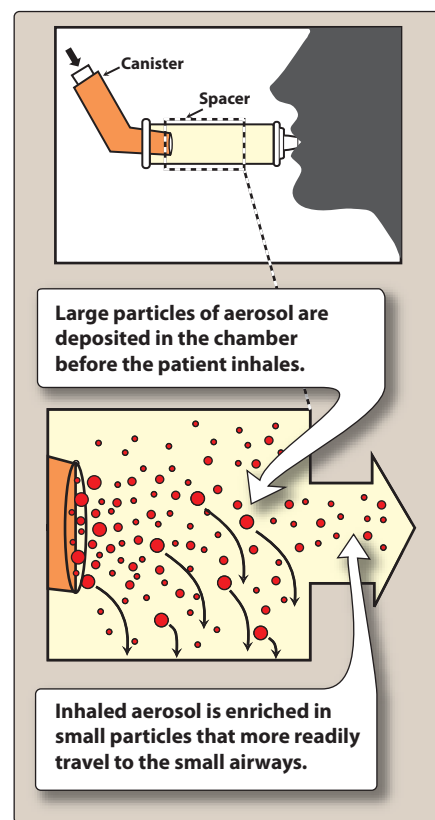 Canister
Spacer
Large particles of aerosol are
deposited in the chamber
before the patient inhales.
Inhaled aerosol is enriched in
small particles that more readily
travel to the small airways.